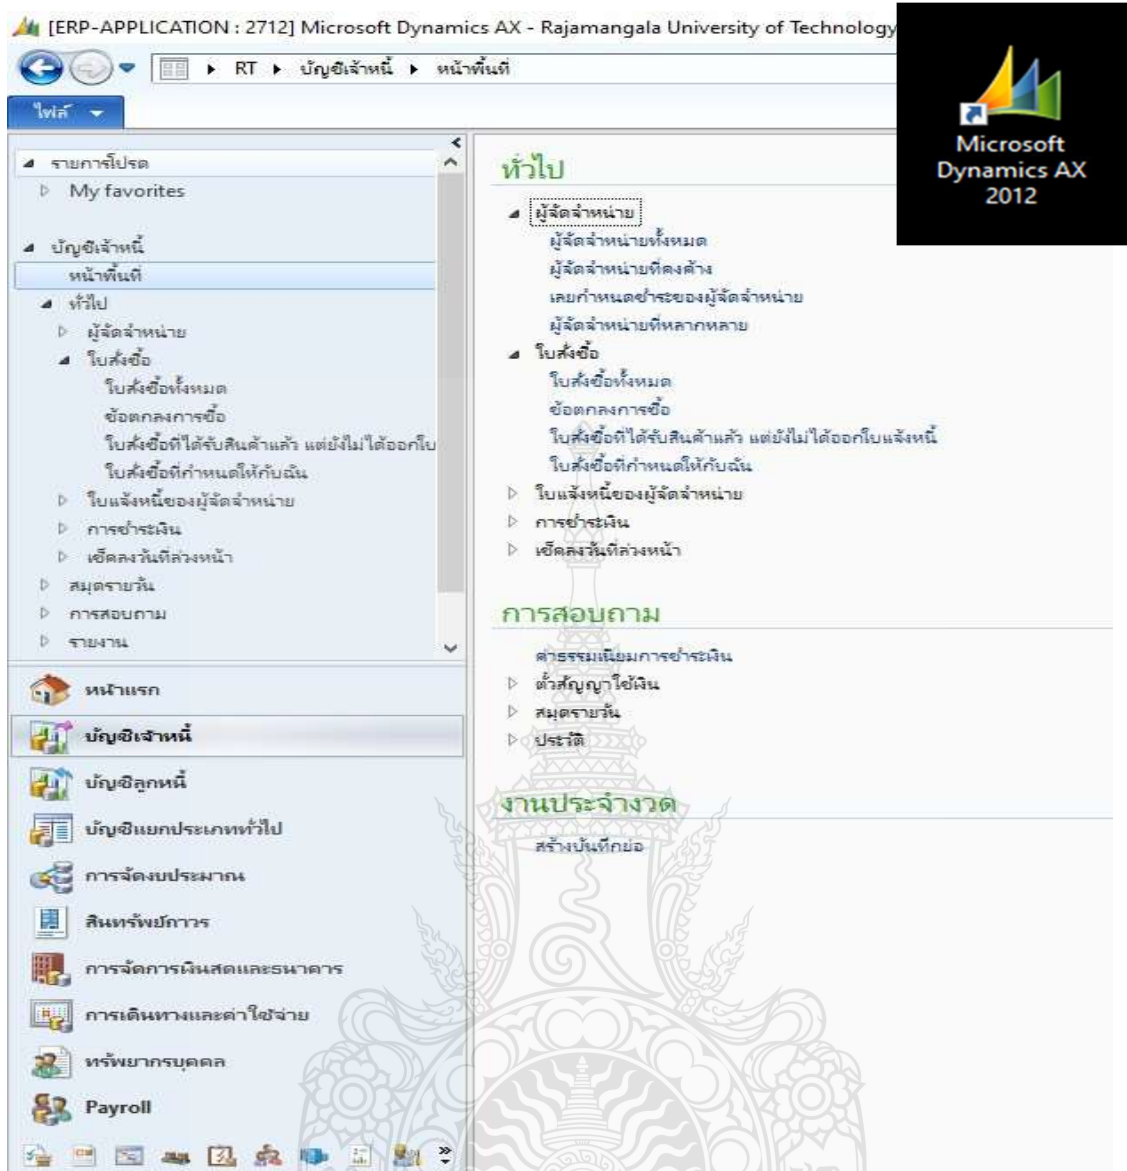 [ERP-APPLICATION : 2712] Microsoft Dynamics AX - Rajamangala University of Technology
RT ▸ บัญชีเจ้าหนี้ ▸ หน้าพื้นที่
ไฟล์
Microsoft
Dynamics AX
2012
รายการโปรด
My favorites
บัญชีเจ้าหนี้
หน้าพื้นที่
ทั่วไป
ผู้จัดจำหน่าย
ใบสั่งซื้อ
ใบสั่งซื้อทั้งหมด
ข้อตกลงการซื้อ
ใบสั่งซื้อที่ได้รับสินค้าแล้ว แต่ยังไม่ได้ออกใบ
ใบสั่งซื้อที่กำหนดให้กับฉัน
ใบแจ้งหนี้ของผู้จัดจำหน่าย
การชำระเงิน
เช็คลงวันที่ล่วงหน้า
สมุดรายวัน
การสอบถาม
รายงาน
หน้าแรก
บัญชีเจ้าหนี้
บัญชีลูกหนี้
บัญชีแยกประเภททั่วไป
การจัดงบประมาณ
สินทรัพย์ถาวร
การจัดการเงินสดและธนาคาร
การเดินทางและค่าใช้จ่าย
ทรัพยากรบุคคล
Payroll
ทั่วไป
ผู้จัดจำหน่าย
ผู้จัดจำหน่ายทั้งหมด
ผู้จัดจำหน่ายที่คงค้าง
เลยกำหนดชำระของผู้จัดจำหน่าย
ผู้จัดจำหน่ายที่หลากหลาย
ใบสั่งซื้อ
ใบสั่งซื้อทั้งหมด
ข้อตกลงการซื้อ
ใบสั่งซื้อที่ได้รับสินค้าแล้ว แต่ยังไม่ได้ออกใบแจ้งหนี้
ใบสั่งซื้อที่กำหนดให้กับฉัน
ใบแจ้งหนี้ของผู้จัดจำหน่าย
การชำระเงิน
เช็คลงวันที่ล่วงหน้า
การสอบถาม
ค่าธรรมเนียมการชำระเงิน
ตั๋วสัญญาใช้เงิน
สมุดรายวัน
ประวัติ
งานประจำงวด
สร้างบันทึกย่อ